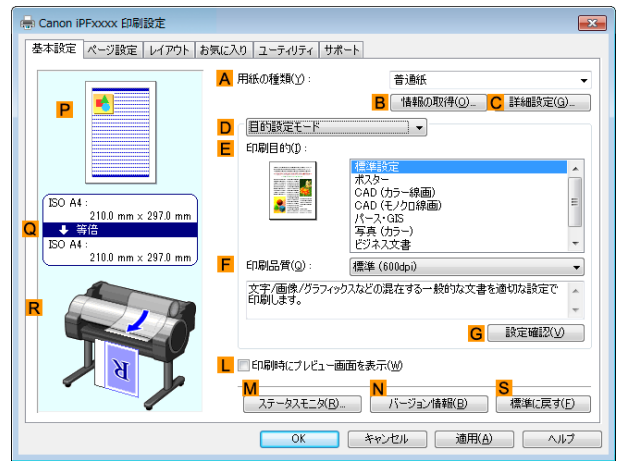 Canon iPFxxxx 印刷設定
基本設定 ページ設定 レイアウト お気に入り ユーティリティ サポート
A 用紙の種類(Y): 普通紙
B 情報の取得(O)... C 詳細設定(G)...
P
D 目的設定モード
E 印刷目的(I):
標準設定
ポスター
CAD (カラー線画)
CAD (モノクロ線画)
パース・GIS
写真 (カラー)
ビジネス文書
ISO A4 :
210.0 mm x 297.0 mm
Q 等倍
ISO A4 :
210.0 mm x 297.0 mm
F 印刷品質(Q): 標準 (600dpi)
文字/画像/グラフィックスなどの混在する一般的な文書を適切な設定で
印刷します。
R
R
G 設定確認(V)
L 印刷時にプレビュー画面を表示(W)
M N S
ステータスモニタ(R)... バージョン情報(B) 標準に戻す(F)
OK キャンセル 適用(A) ヘルプ